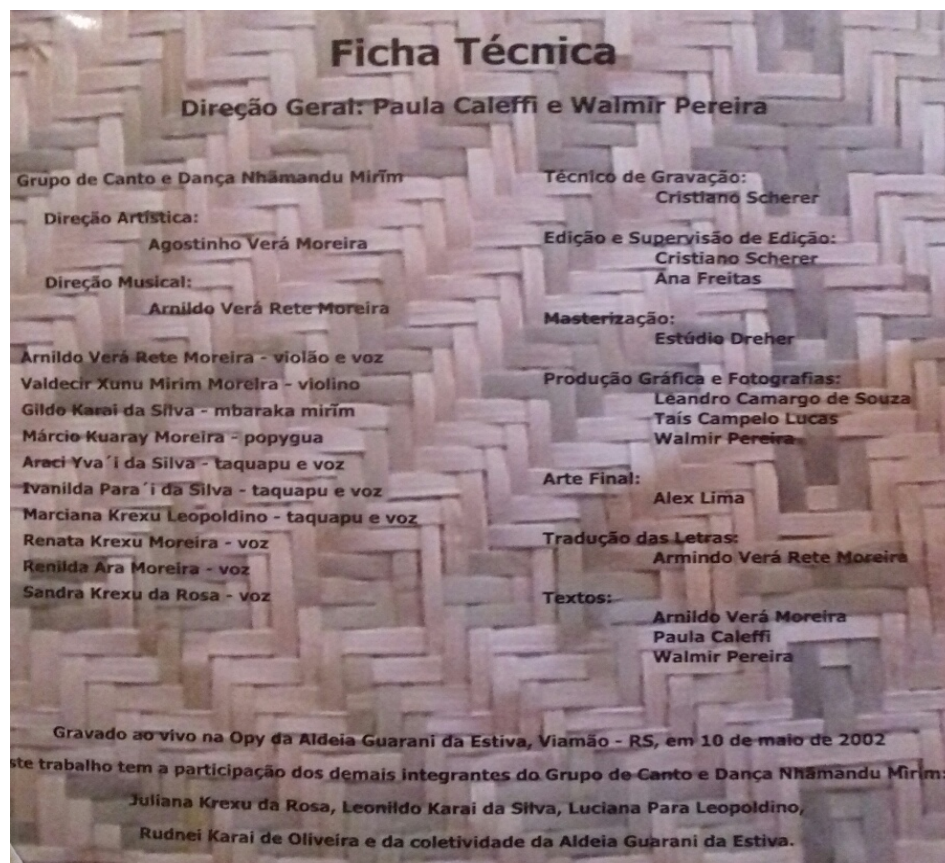 Ficha Técnica
Direção Geral: Paula Caleffi e Walmir Pereira
Grupo de Canto e Dança Nhãmandu Mirĩm
Direção Artística:
Agostinho Verá Moreira
Direção Musical:
Arnildo Verá Rete Moreira
Arnildo Verá Rete Moreira - violão e voz
Valdecir Xunu Mirim Moreira - violino
Gildo Karai da Silva - mbaraka mirĩm
Márcio Kuaray Moreira - popygua
Araci Yva´i da Silva - taquapu e voz
Ivanilda Para´i da Silva - taquapu e voz
Marciana Krexu Leopoldino - taquapu e voz
Renata Krexu Moreira - voz
Renilda Ara Moreira - voz
Sandra Krexu da Rosa - voz
Técnico de Gravação:
Cristiano Scherer
Edição e Supervisão de Edição:
Cristiano Scherer
Ana Freitas
Masterização:
Estúdio Dreher
Produção Gráfica e Fotografias:
Leandro Camargo de Souza
Taís Campelo Lucas
Walmir Pereira
Arte Final:
Alex Lima
Tradução das Letras:
Armindo Verá Rete Moreira
Textos:
Arnildo Verá Moreira
Paula Caleffi
Walmir Pereira
Gravado ao vivo na Opy da Aldeia Guarani da Estiva, Viamão - RS, em 10 de maio de 2002
ste trabalho tem a participação dos demais integrantes do Grupo de Canto e Dança Nhãmandu Mirĩm:
Juliana Krexu da Rosa, Leonildo Karai da Silva, Luciana Para Leopoldino,
Rudnei Karai de Oliveira e da coletividade da Aldeia Guarani da Estiva.